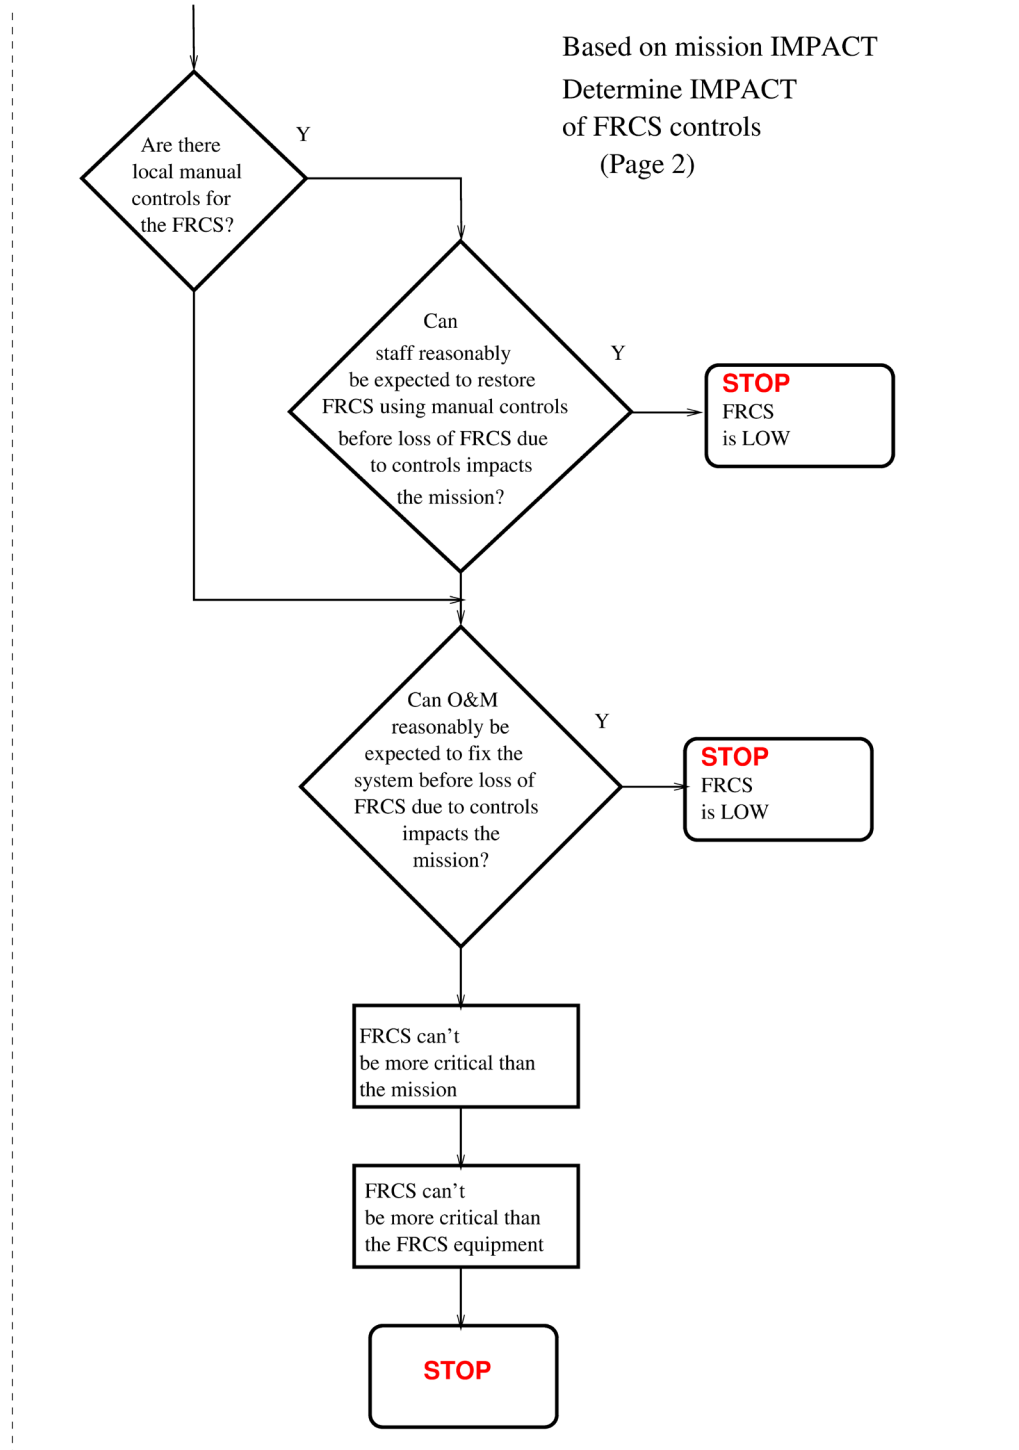 Based on mission IMPACT
Determine IMPACT
of FRCS controls
(Page 2)
Are there
local manual
controls for
the FRCS?
Y
Can
staff reasonably
be expected to restore
FRCS using manual controls
before loss of FRCS due
to controls impacts
the mission?
Y
STOP
FRCS
is LOW
Can O&M
reasonably be
expected to fix the
system before loss of
FRCS due to controls
impacts the
mission?
Y
STOP
FRCS
is LOW
FRCS can't
be more critical than
the mission
FRCS can't
be more critical than
the FRCS equipment
STOP